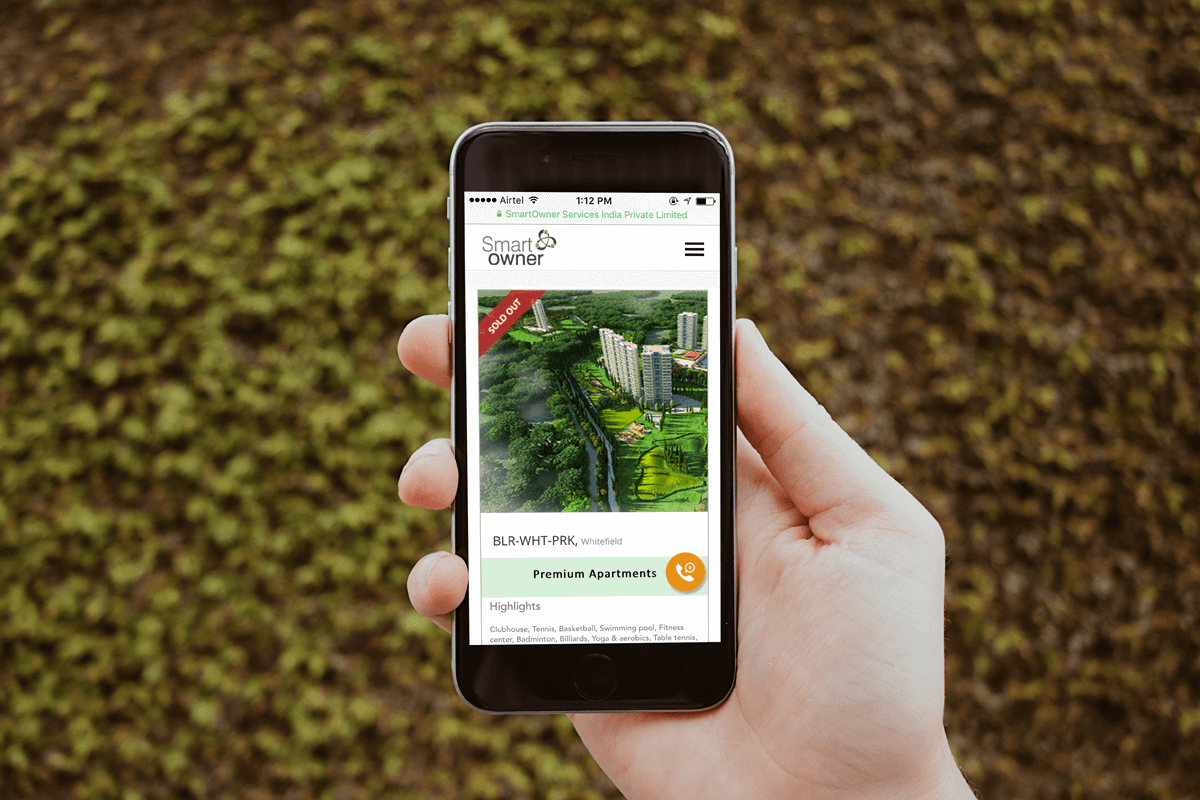 Airtel 1:12 PM
SmartOwner Services India Private Limited
Smart
owner
SOLD OUT
BLR-WHT-PRK, Whitefield
Premium Apartments
Highlights
Clubhouse, Tennis, Basketball, Swimming pool, Fitness
center, Badminton, Billiards, Yoga & aerobics, Table tennis,